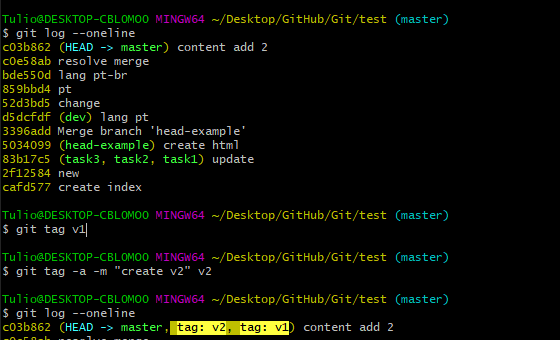 Tulio@DESKTOP-CBLOMOO MINGW64 ~/Desktop/GitHub/Git/test (master)
$ git log --oneline
c03b862 (HEAD -> master) content add 2
c0e58ab resolve merge
bde550d lang pt-br
859bbd4 pt
52d3bd5 change
d5dcfdf (dev) lang pt
3396add Merge branch 'head-example'
5034099 (head-example) create html
83b17c5 (task3, task2, task1) update
2f12584 new
cafd577 create index
Tulio@DESKTOP-CBLOMOO MINGW64 ~/Desktop/GitHub/Git/test (master)
$ git tag v1
Tulio@DESKTOP-CBLOMOO MINGW64 ~/Desktop/GitHub/Git/test (master)
$ git tag -a -m "create v2" v2
Tulio@DESKTOP-CBLOMOO MINGW64 ~/Desktop/GitHub/Git/test (master)
$ git log --oneline
c03b862 (HEAD -> master, tag: v2, tag: v1) content add 2
c0e58ab resolve merge